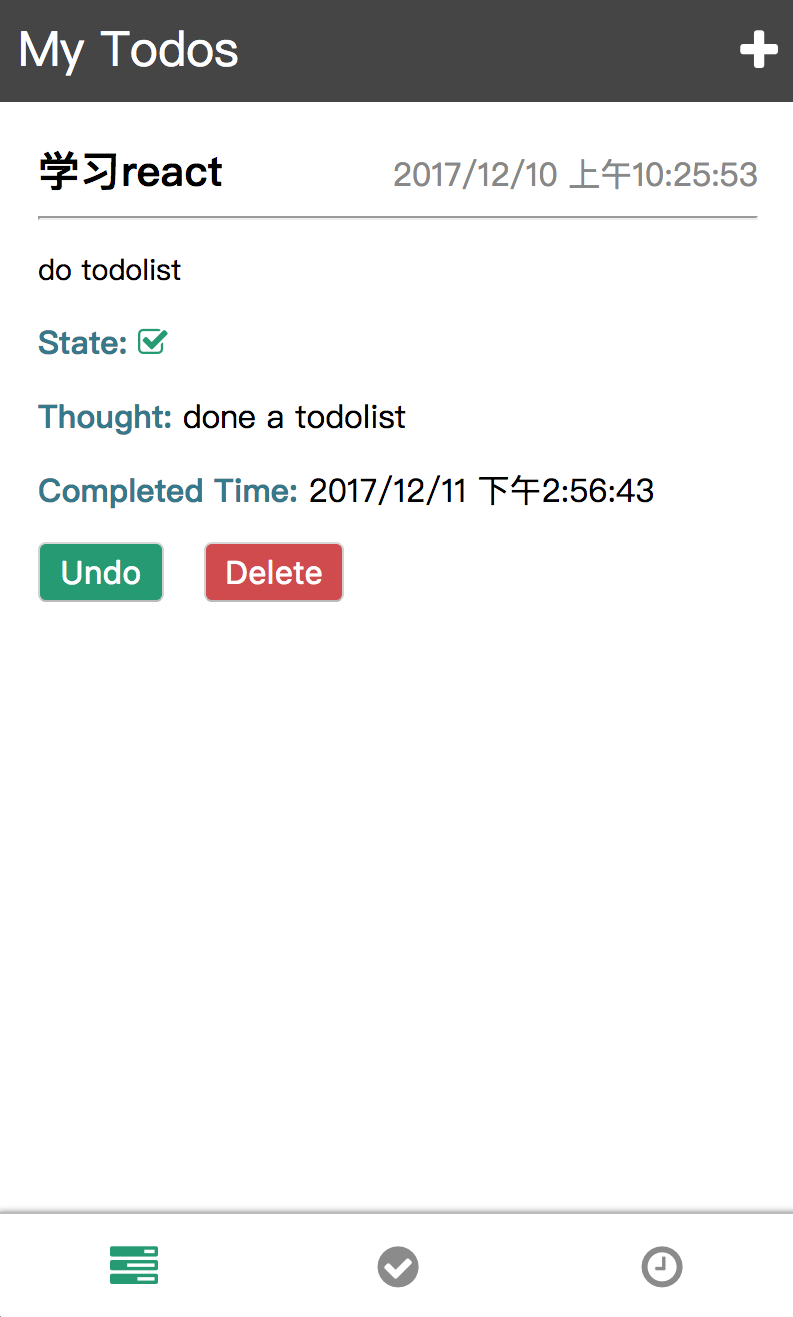 My Todos
学习react 2017/12/10 上午10:25:53
do todolist
State:
Thought: done a todolist
Completed Time: 2017/12/11 下午2:56:43
Undo Delete